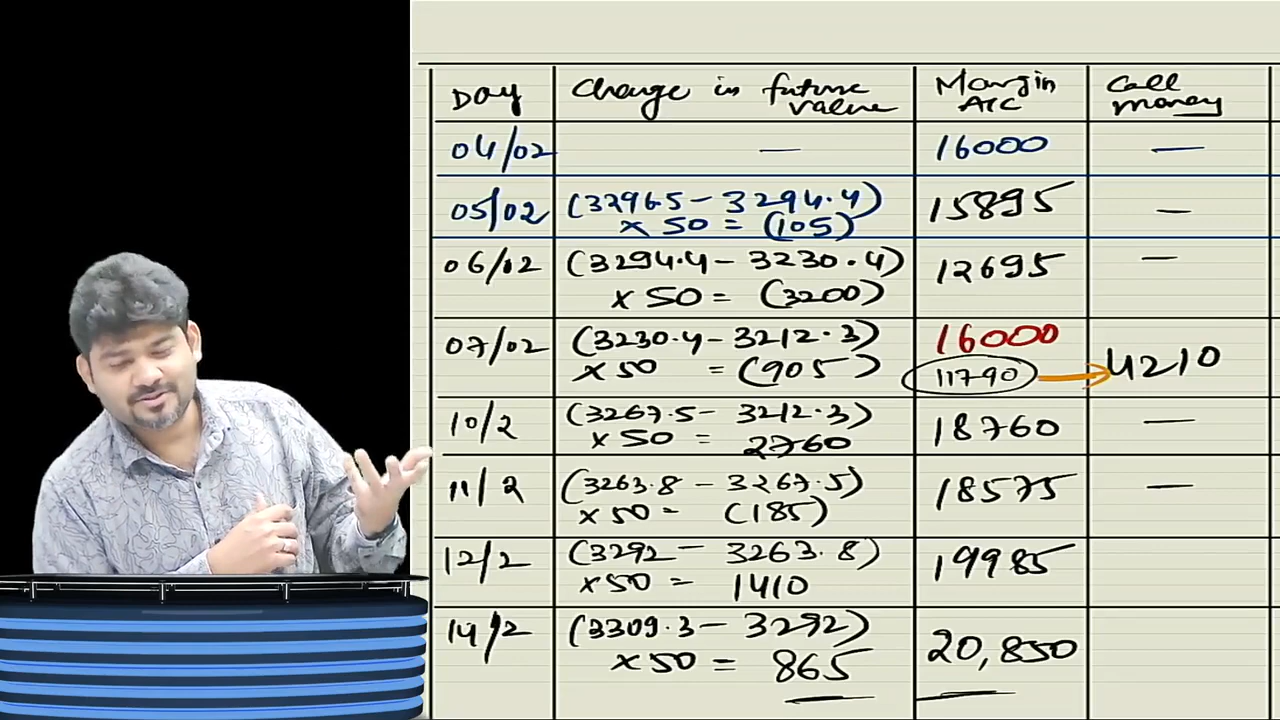 Day Change in future value Margin A/C Call money
04/02 — 16000 —
05/02 (3296.5 - 3294.4) 15895 —
x 50 = (105)
06/02 (3294.4 - 3230.4) 12695 —
x 50 = (3200)
07/02 (3230.4 - 3212.3) 16000 4210
x 50 = (905) 11790
10/2 (3267.5 - 3212.3) 18760 —
x 50 = 2760
11/2 (3263.8 - 3267.5) 18575 —
x 50 = (185)
12/2 (3292 - 3263.8) 19985
x 50 = 1410
14/2 (3309.3 - 3292) 20,850
x 50 = 865